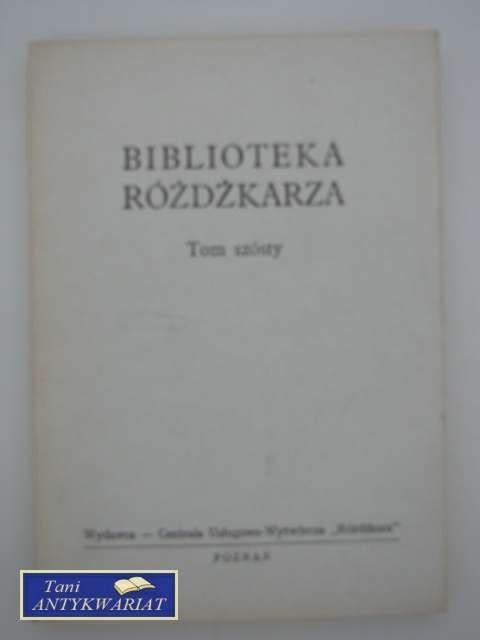 BIBLIOTEKA
RÓŻDŻKARZA
Tom szósty
Wydawca — Centrala Usługowo-Wytwórcza „Różdżkarz”
POZNAŃ
Tani
ANTYKWARIAT